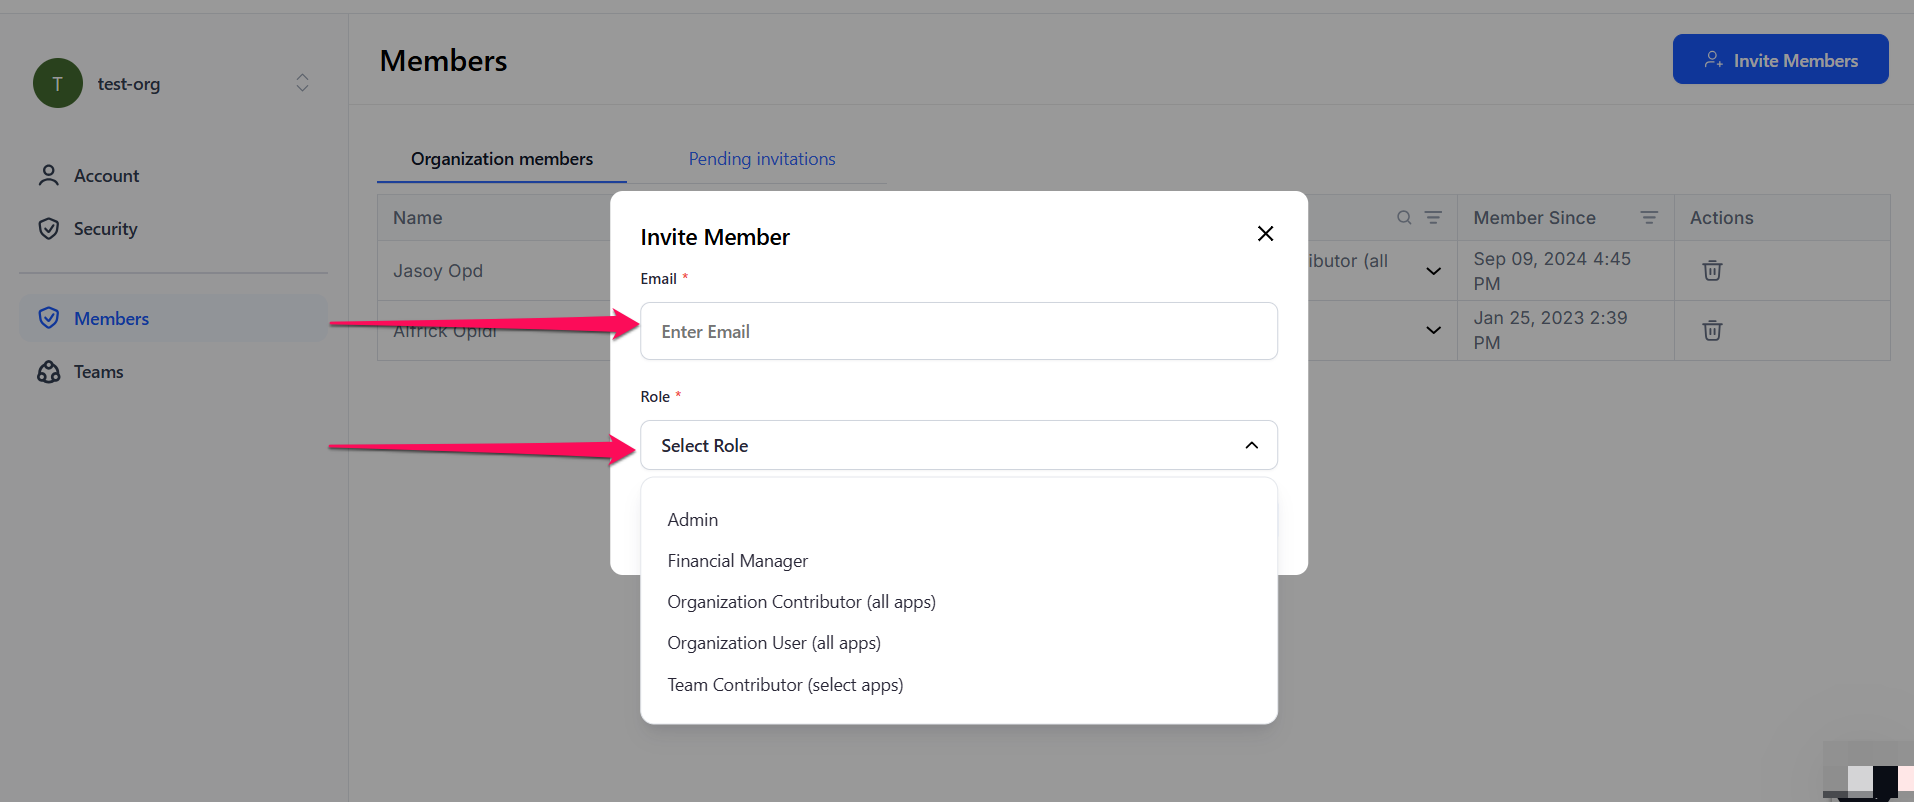 T
test-org
Account
Security
Members
Teams
Members
Invite Members
Organization members
Pending invitations
Name
Member Since
Actions
Jasoy Opd
ibutor (all
Sep 09, 2024 4:45
PM
Jan 25, 2023 2:39
PM
Invite Member
Email *
Enter Email
Role *
Select Role
Admin
Financial Manager
Organization Contributor (all apps)
Organization User (all apps)
Team Contributor (select apps)